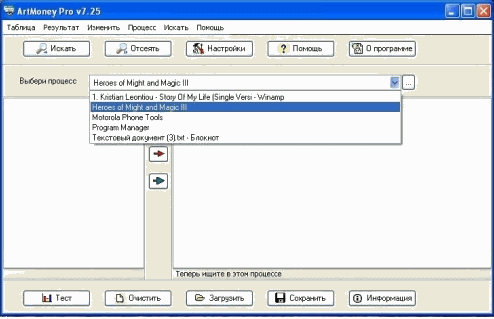 ArtMoney Pro v7.25
Таблица Результат Изменить Процесс Искать Помощь
Искать Отсеять Настройки ? Помощь О программе
Выбери процесс Heroes of Might and Magic III ...
1. Kristian Leontiou - Story Of My Life (Single Versi - Winamp
Heroes of Might and Magic III
Motorola Phone Tools
Program Manager
Текстовый документ (3).txt - Блокнот
Теперь ищите в этом процессе
Тест Очистить Загрузить Сохранить Информация